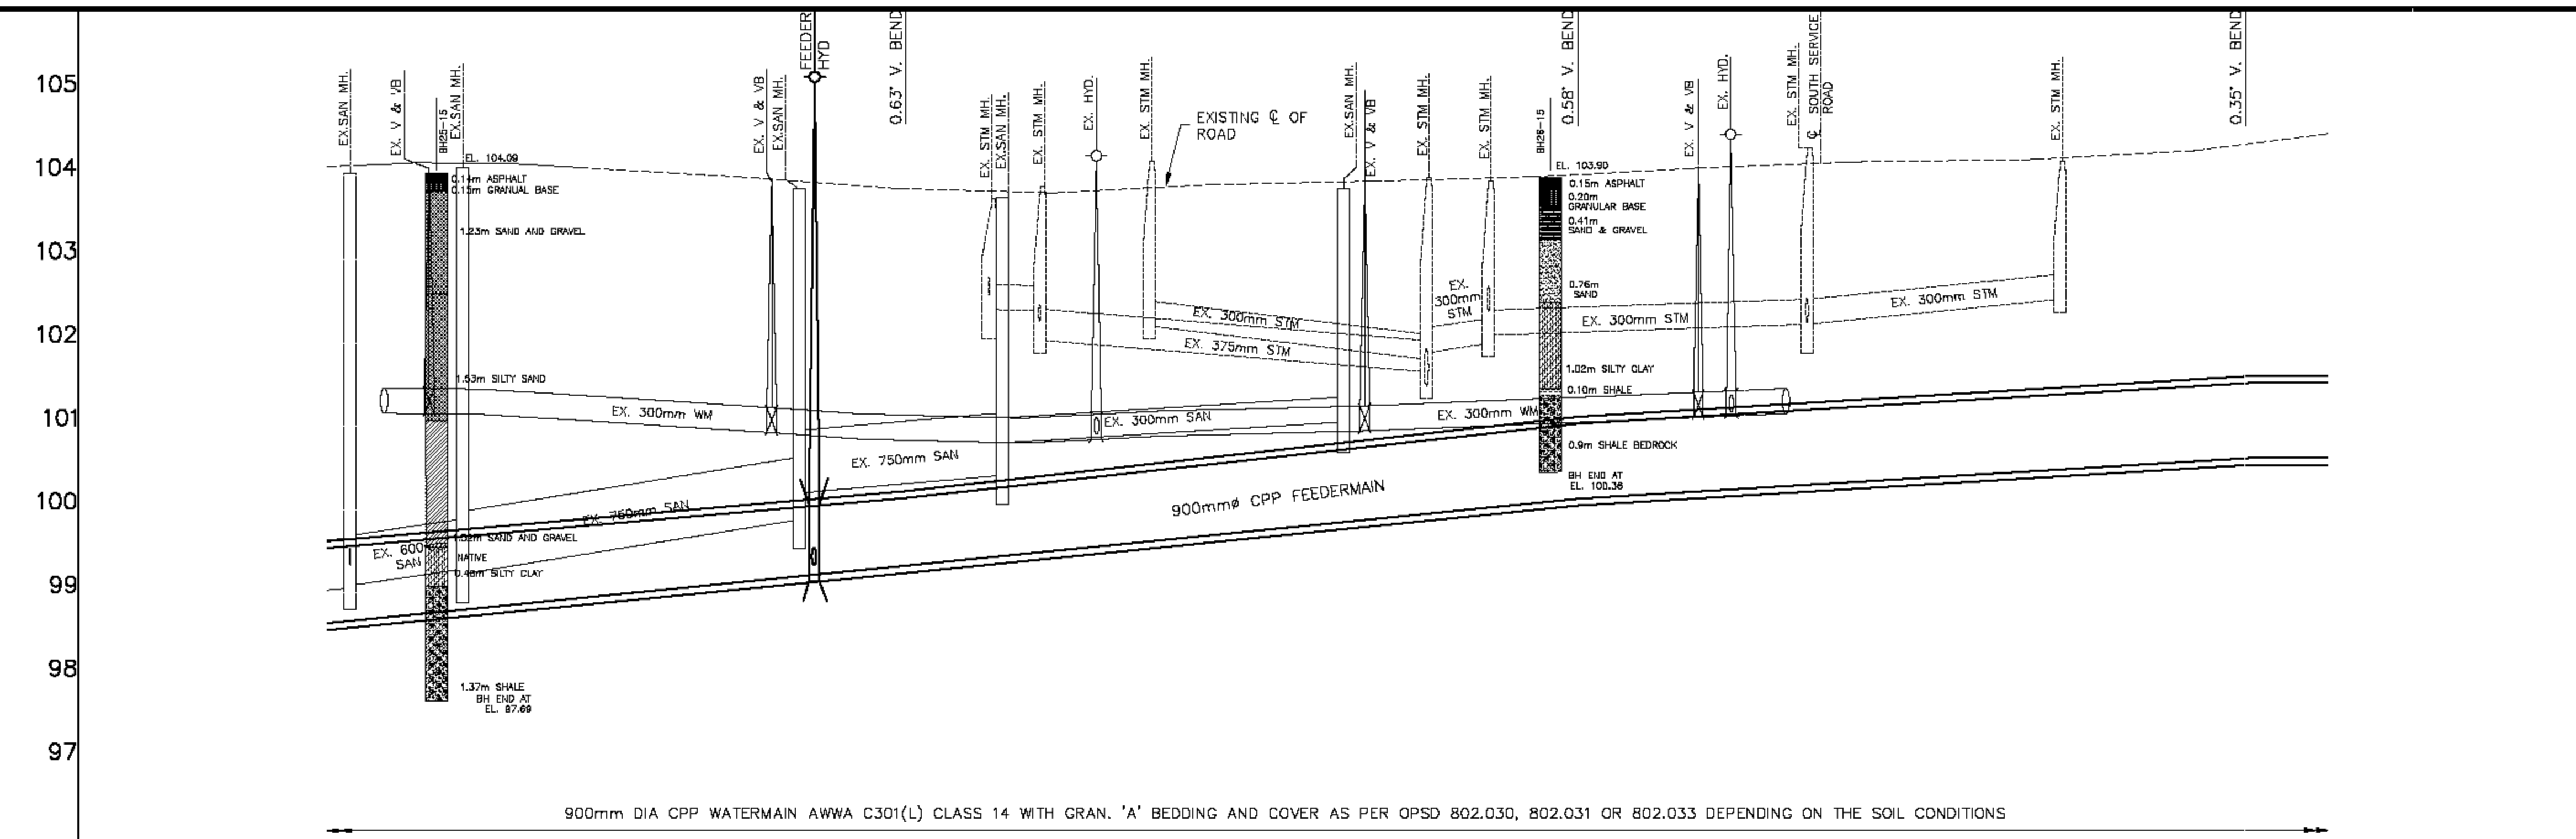 105
104
103
102
101
100
99
98
97
EX.SAN MH.
EX. V & VB
BH25-15
EX.SAN MH.
EX. V & VB
EX.SAN MH.
FEEDER
HYD
0.63° V. BEND
EX. STM MH.
EX.SAN MH.
EX. STM MH.
EX. HYD.
EX. STM MH.
EXISTING ℄ OF
ROAD
EX.SAN MH.
EX. V & VB
EX. STM MH.
EX. STM MH.
BH26-15
0.58° V. BEND
EX. V & VB
EX. HYD.
EX. STM MH.
℄ SOUTH SERVICE
ROAD
EX. STM MH.
0.35° V. BEND
EL. 104.09
0.14m ASPHALT
0.15m GRANUAL BASE
1.23m SAND AND GRAVEL
1.53m SILTY SAND
1.52m SAND AND GRAVEL
NATIVE
0.46m SILTY CLAY
1.37m SHALE
BH END AT
EL. 97.69
EL. 103.90
0.15m ASPHALT
0.20m
GRANULAR BASE
0.41m
SAND & GRAVEL
0.76m
SAND
1.02m SILTY CLAY
0.10m SHALE
0.9m SHALE BEDROCK
BH END AT
EL. 100.36
EX. 300mm WM
EX. 600
SAN
EX. 750mm SAN
EX. 750mm SAN
EX. 300mm SAN
EX. 300mm STM
EX. 375mm STM
EX.
300mm
STM
EX. 300mm WM
EX. 300mm STM
EX. 300mm STM
900mmø CPP FEEDERMAIN
900mm DIA CPP WATERMAIN AWWA C301(L) CLASS 14 WITH GRAN. 'A' BEDDING AND COVER AS PER OPSD 802.030, 802.031 OR 802.033 DEPENDING ON THE SOIL CONDITIONS